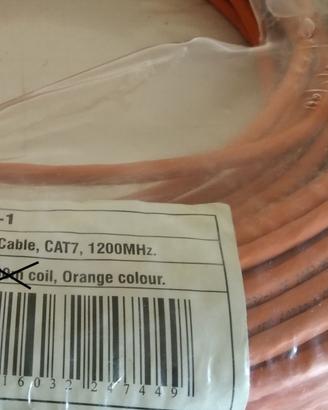 -1
Cable, CAT7, 1200MHz.
coil, Orange colour.
16032 247449